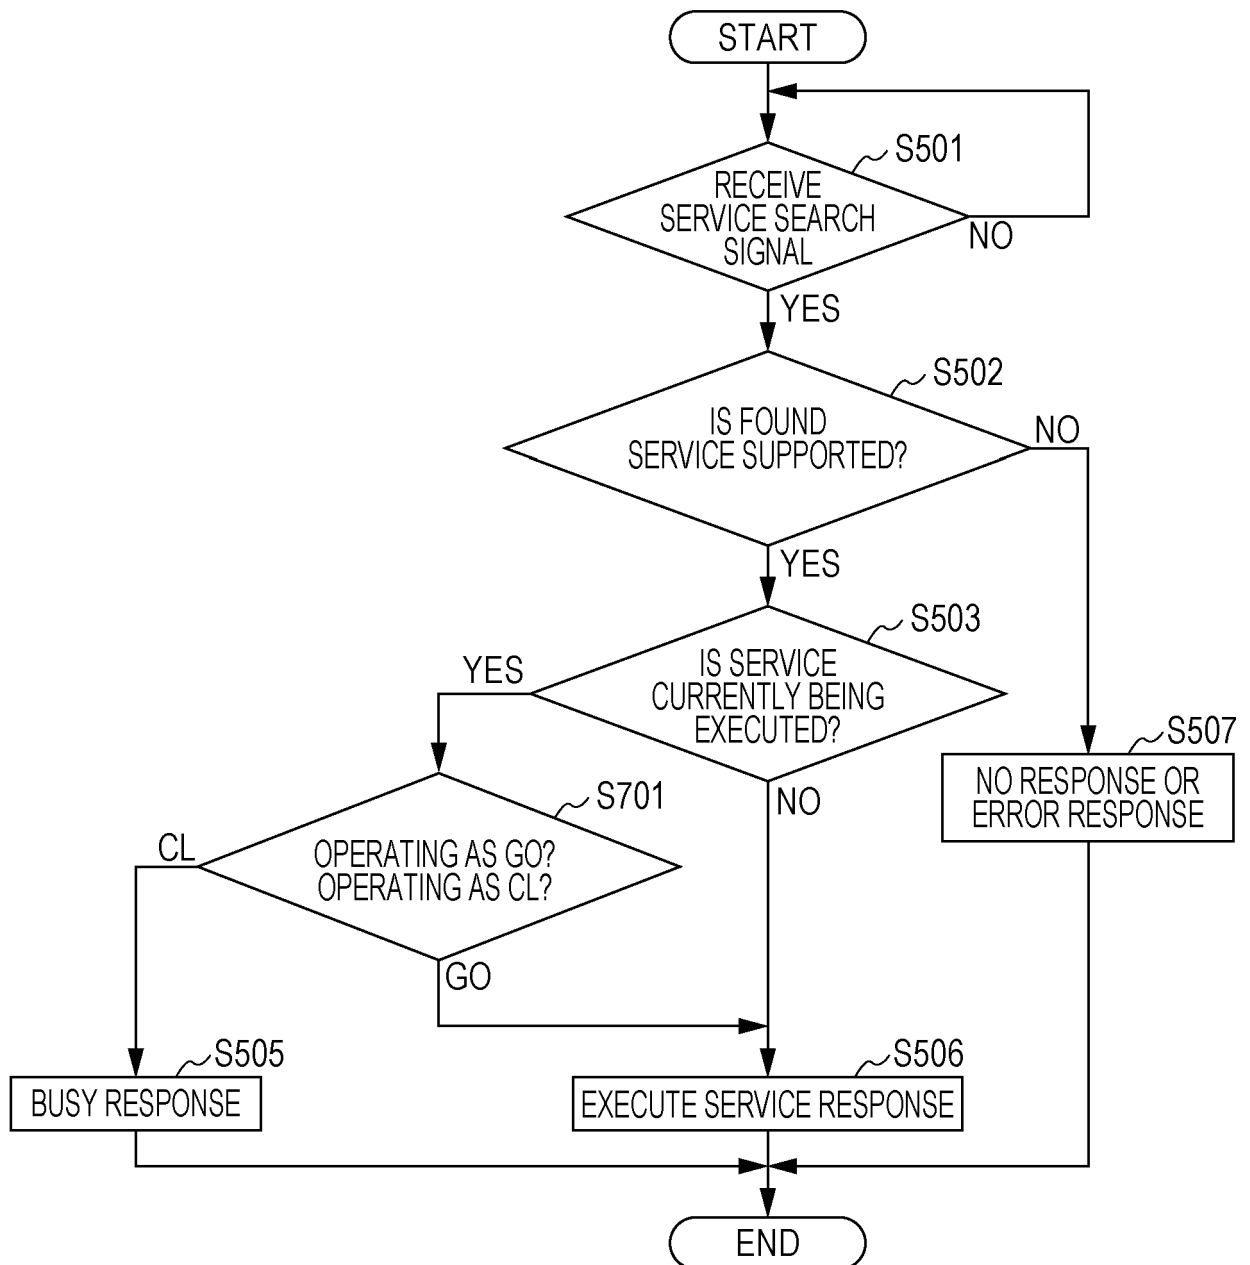 START
S501
RECEIVE
SERVICE SEARCH
SIGNAL
NO
YES
S502
IS FOUND
SERVICE SUPPORTED?
NO
YES
S503
IS SERVICE
CURRENTLY BEING
EXECUTED?
YES
NO
S507
NO RESPONSE OR
ERROR RESPONSE
S701
OPERATING AS GO?
OPERATING AS CL?
CL
GO
S505
BUSY RESPONSE
S506
EXECUTE SERVICE RESPONSE
END